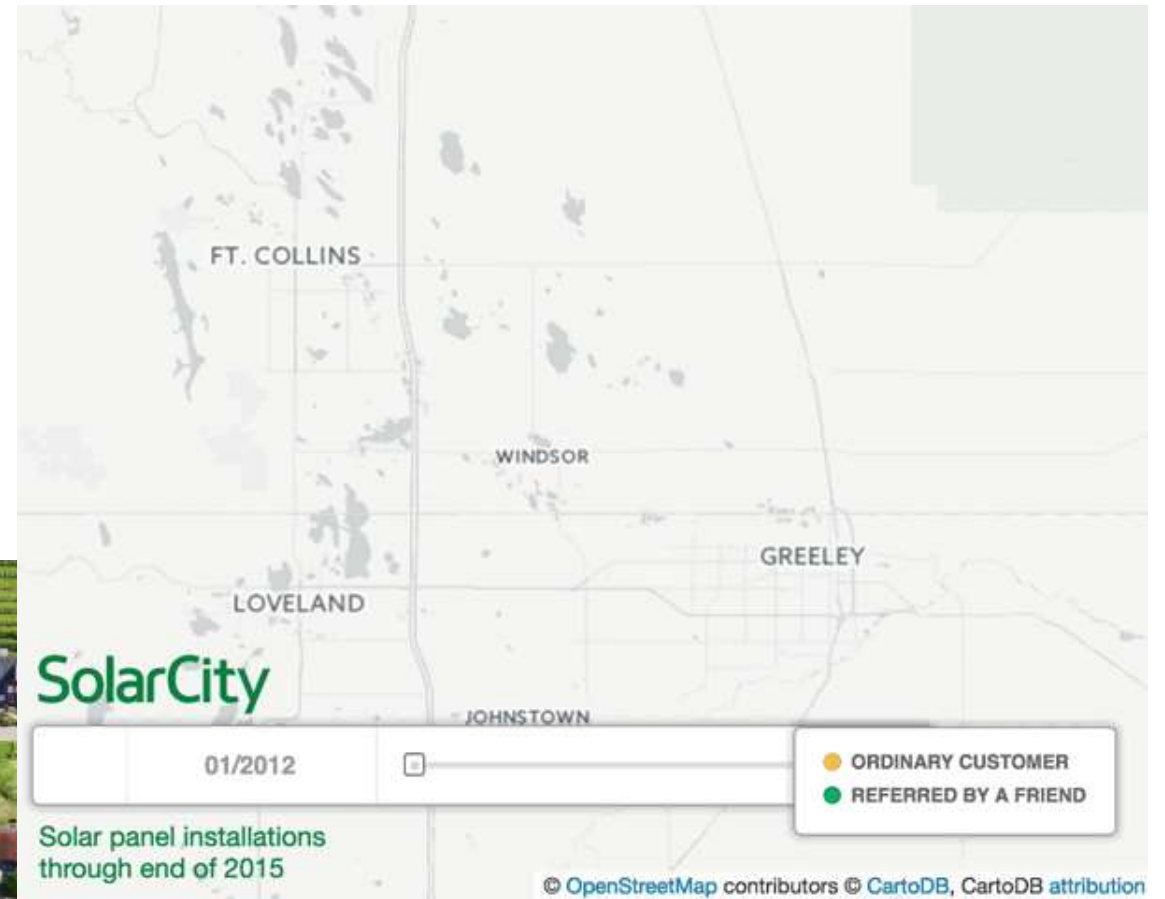 FT. COLLINS
WINDSOR
GREELEY
LOVELAND
SolarCity
JOHNSTOWN
01/2012
ORDINARY CUSTOMER
REFERRED BY A FRIEND
Solar panel installations
through end of 2015
© OpenStreetMap contributors © CartoDB, CartoDB attribution